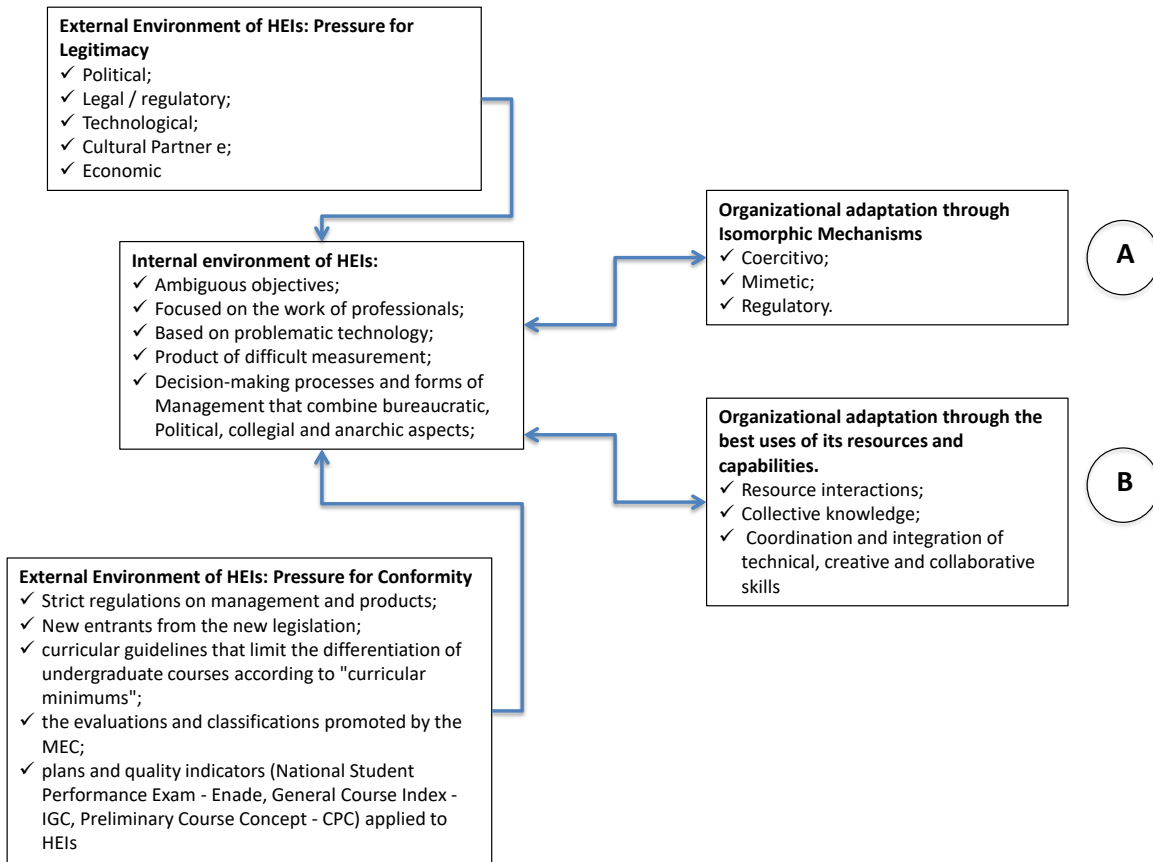 External Environment of HEIs: Pressure for
Legitimacy
✓ Political;
✓ Legal / regulatory;
✓ Technological;
✓ Cultural Partner e;
✓ Economic
Internal environment of HEIs:
✓ Ambiguous objectives;
✓ Focused on the work of professionals;
✓ Based on problematic technology;
✓ Product of difficult measurement;
✓ Decision-making processes and forms of
Management that combine bureaucratic,
Political, collegial and anarchic aspects;
External Environment of HEIs: Pressure for Conformity
✓ Strict regulations on management and products;
✓ New entrants from the new legislation;
✓ curricular guidelines that limit the differentiation of
undergraduate courses according to "curricular
minimums";
✓ the evaluations and classifications promoted by the
MEC;
✓ plans and quality indicators (National Student
Performance Exam - Enade, General Course Index -
IGC, Preliminary Course Concept - CPC) applied to
HEIs
Organizational adaptation through
Isomorphic Mechanisms
✓ Coercitivo;
✓ Mimetic;
✓ Regulatory.
A
Organizational adaptation through the
best uses of its resources and
capabilities.
✓ Resource interactions;
✓ Collective knowledge;
✓ Coordination and integration of
technical, creative and collaborative
skills
B